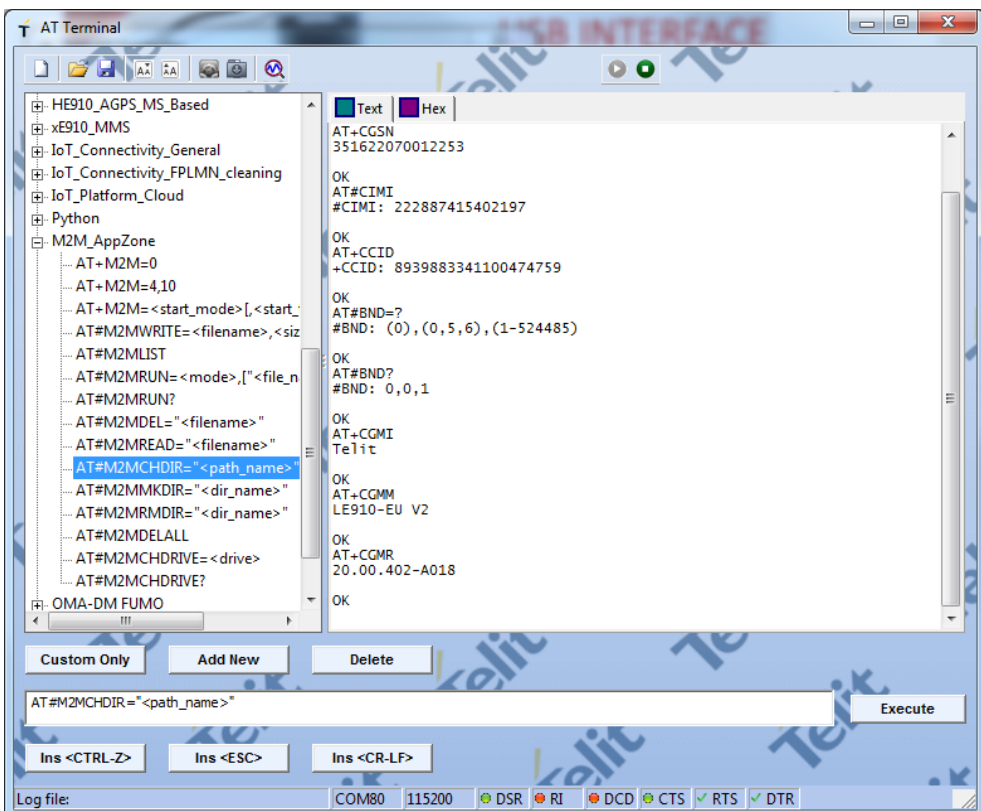 AT Terminal
USB INTERFACE
HE910_AGPS_MS_Based
xE910_MMS
IoT_Connectivity_General
IoT_Connectivity_FPLMN_cleaning
IoT_Platform_Cloud
Python
M2M_AppZone
AT+M2M=0
AT+M2M=4,10
AT+M2M=<start_mode>[,<start_
AT#M2MWRITE=<filename>,<siz
AT#M2MLIST
AT#M2MRUN=<mode>,["<file_n
AT#M2MRUN?
AT#M2MDEL="<filename>"
AT#M2MREAD="<filename>"
AT#M2MCHDIR="<path_name>"
AT#M2MMKDIR="<dir_name>"
AT#M2MRMDIR="<dir_name>"
AT#M2MDELALL
AT#M2MCHDRIVE=<drive>
AT#M2MCHDRIVE?
OMA-DM FUMO
Text Hex
AT+CGSN
351622070012253
OK
AT#CIMI
#CIMI: 222887415402197
OK
AT+CCID
+CCID: 8939883341100474759
OK
AT#BND=?
#BND: (0),(0,5,6),(1-524485)
OK
AT#BND?
#BND: 0,0,1
OK
AT+CGMI
Telit
OK
AT+CGMM
LE910-EU V2
OK
AT+CGMR
20.00.402-A018
OK
Custom Only Add New Delete
AT#M2MCHDIR="<path_name>"
Execute
Ins <CTRL-Z> Ins <ESC> Ins <CR-LF>
Log file: COM80 115200 DSR RI DCD CTS RTS DTR
Telit